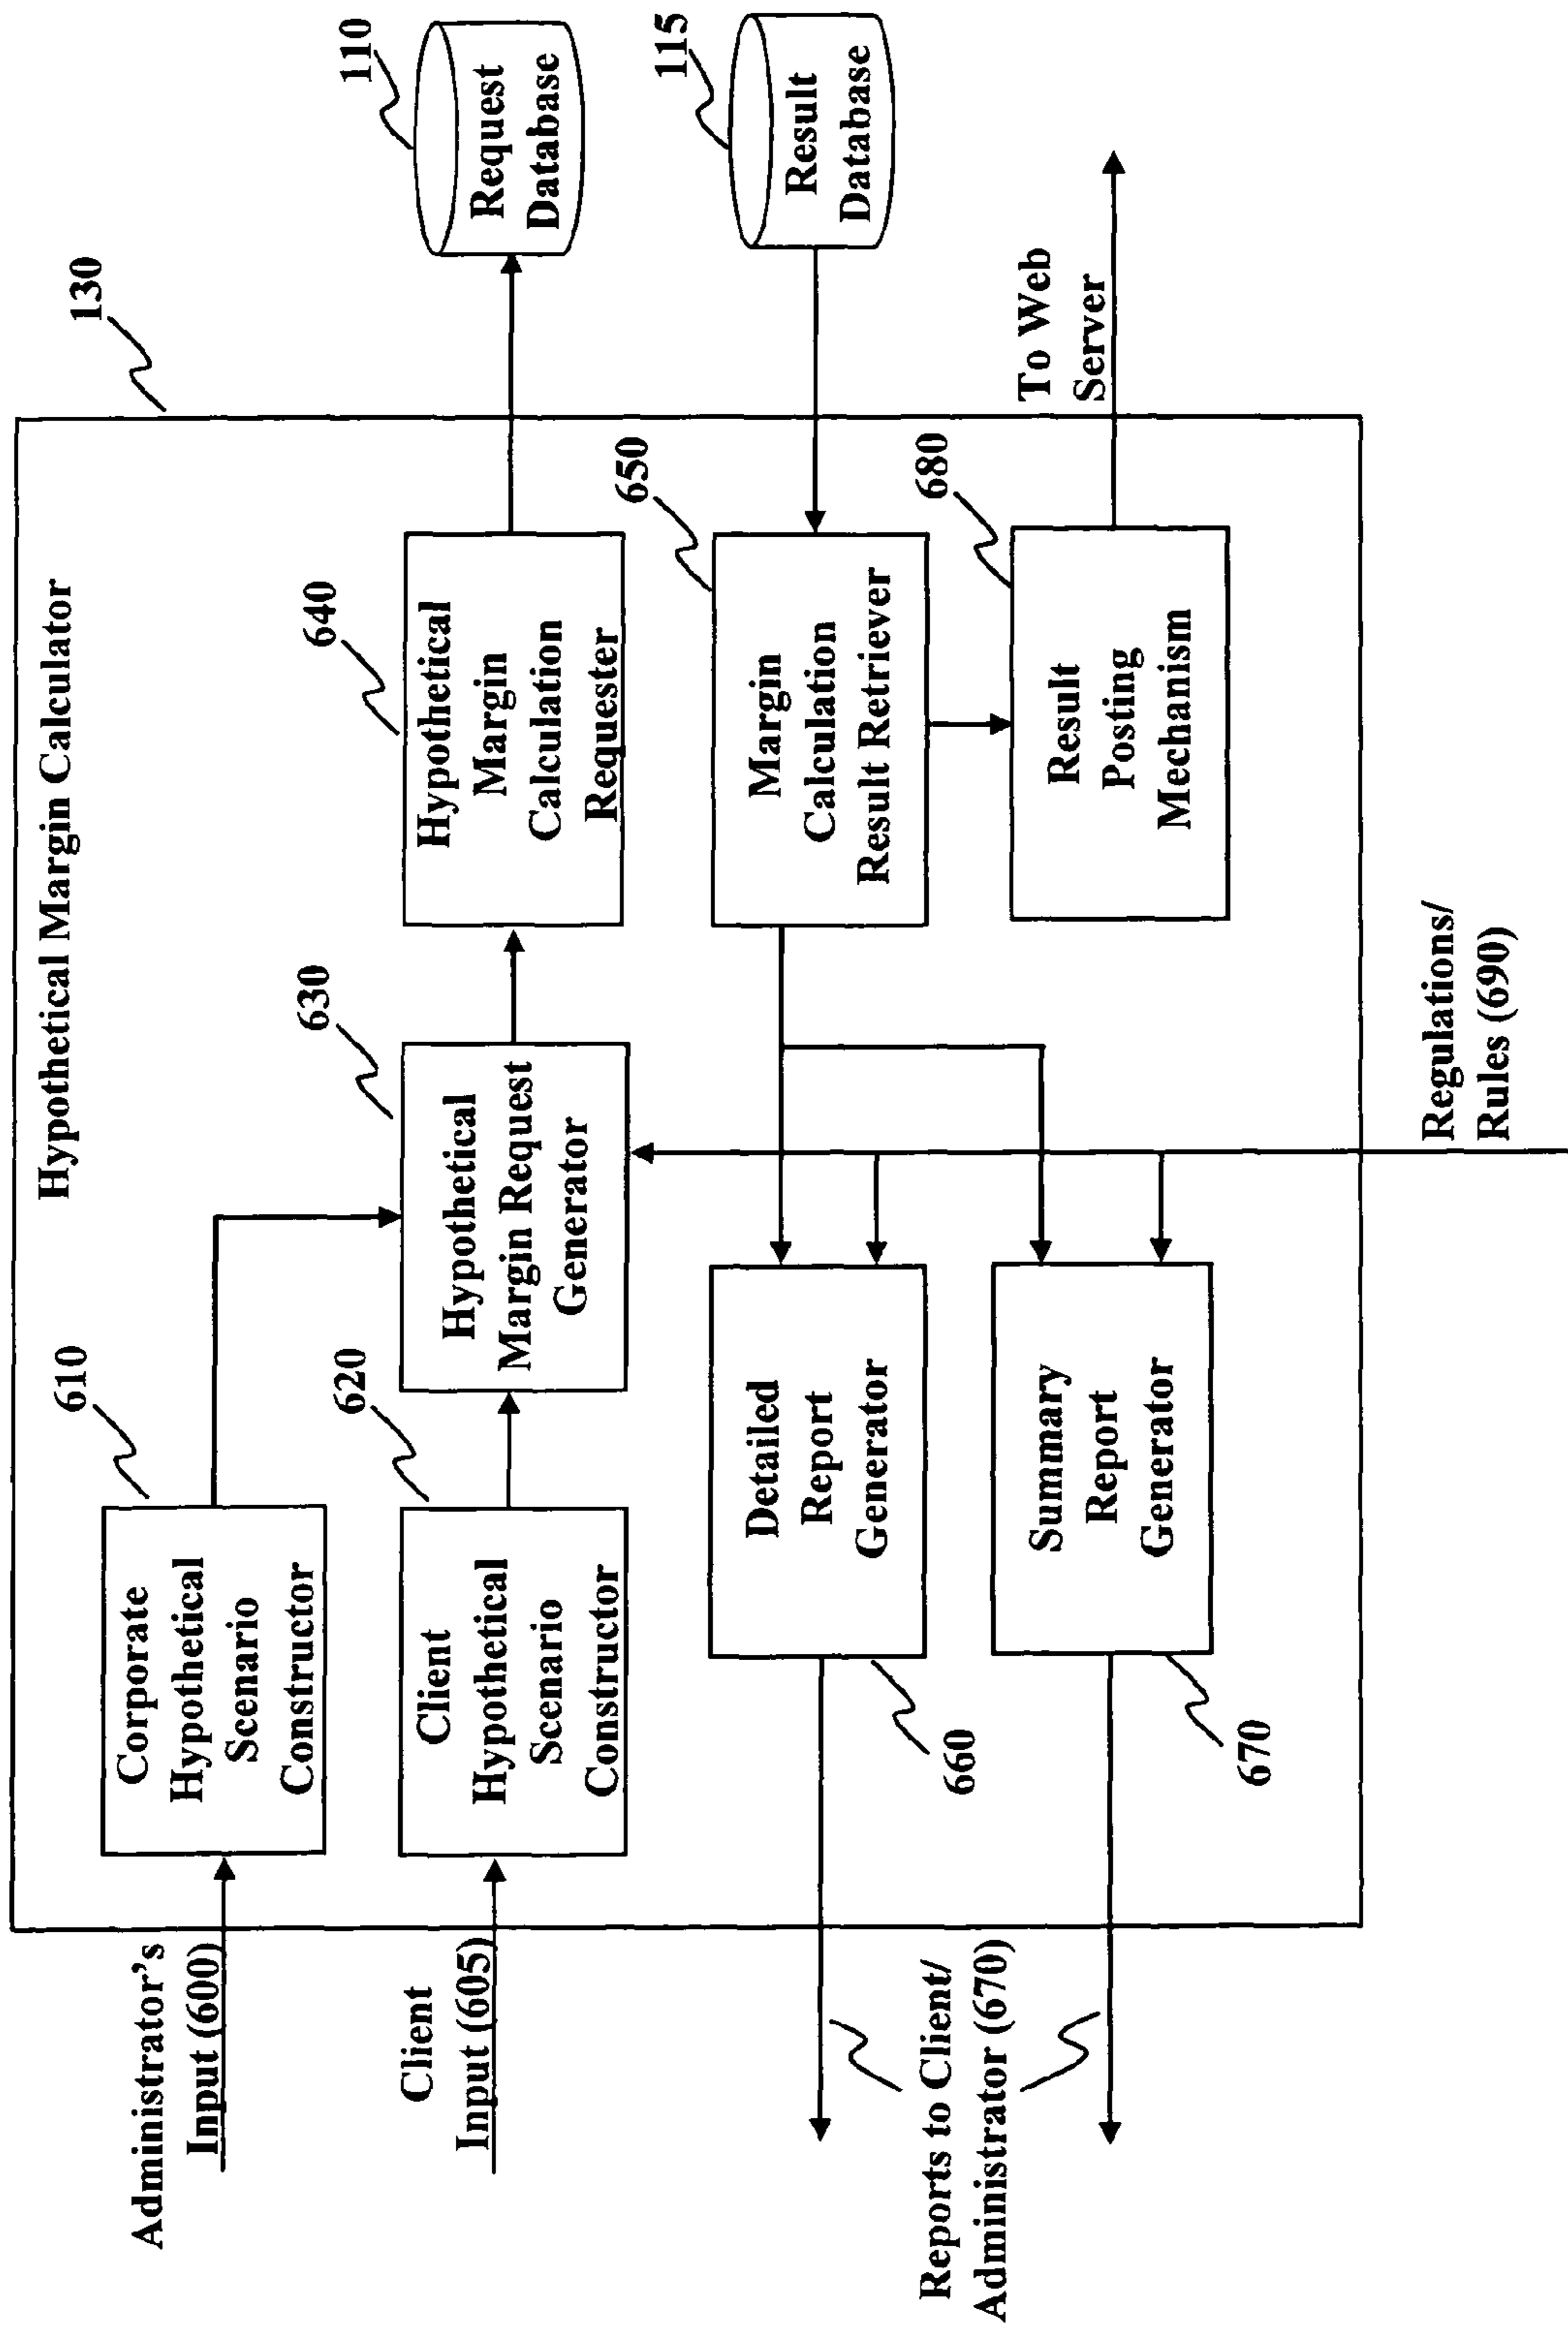 Hypothetical Margin Calculator
130
Administrator's
Input (600)
610
Corporate
Hypothetical
Scenario
Constructor
Client
Input (605)
620
Client
Hypothetical
Scenario
Constructor
630
Hypothetical
Margin Request
Generator
640
Hypothetical
Margin
Calculation
Requester
110
Request
Database
Reports to Client/
Administrator (670)
Detailed
Report
Generator
660
650
Margin
Calculation
Result Retriever
115
Result
Database
Summary
Report
Generator
670
680
Result
Posting
Mechanism
To Web
Server
Regulations/
Rules (690)